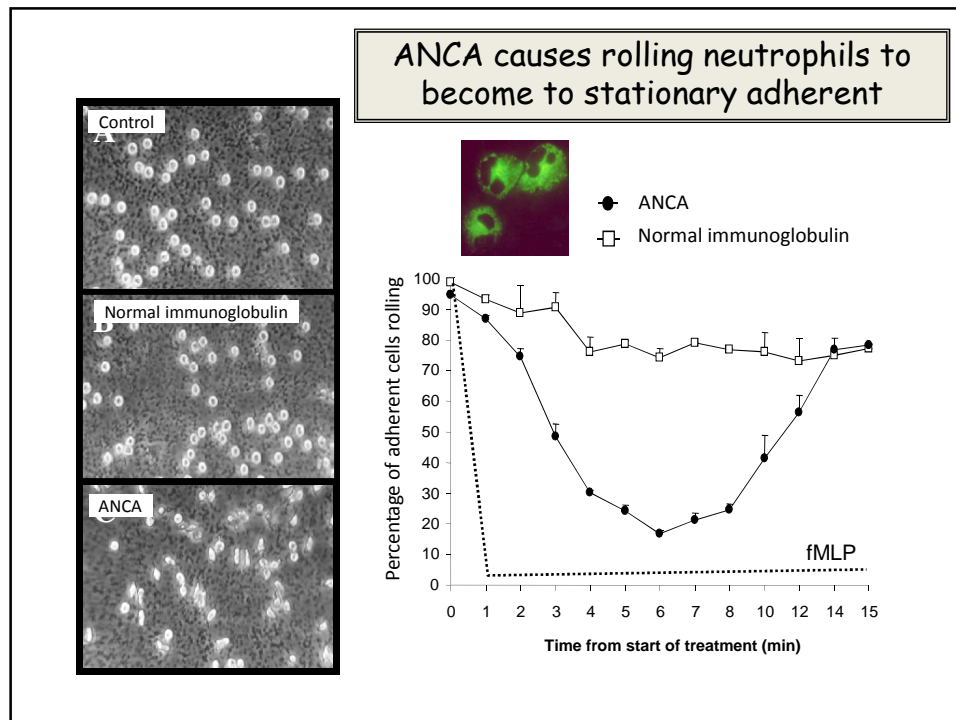 ANCA causes rolling neutrophils to
become to stationary adherent
Control
A
Normal immunoglobulin
B
ANCA
C
ANCA
Normal immunoglobulin
Percentage of adherent cells rolling
100
90
80
70
60
50
40
30
20
10
0
fMLP
0 1 2 3 4 5 6 7 8 10 12 14 15
Time from start of treatment (min)